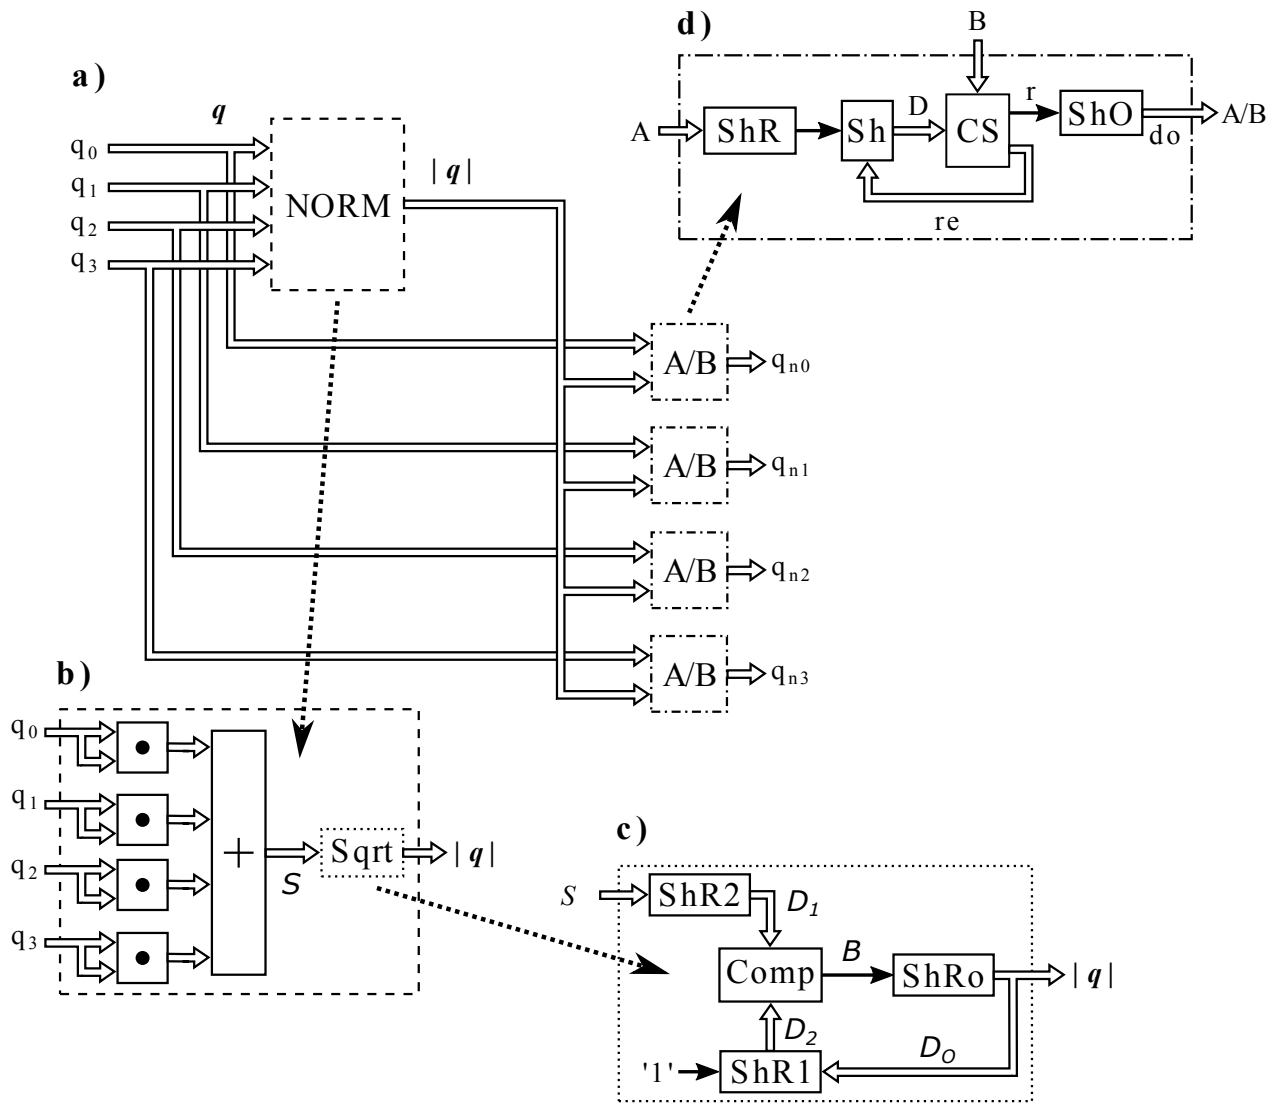 a)
q
q0
q1
q2
q3
NORM
|q|
A/B
qn0
A/B
qn1
A/B
qn2
A/B
qn3
d)
B
A
ShR
Sh
D
CS
r
ShO
do
A/B
re
b)
q0
q1
q2
q3
+
S
Sqrt
|q|
c)
S
ShR2
D1
Comp
B
ShRo
|q|
D2
DO
'1'
ShR1